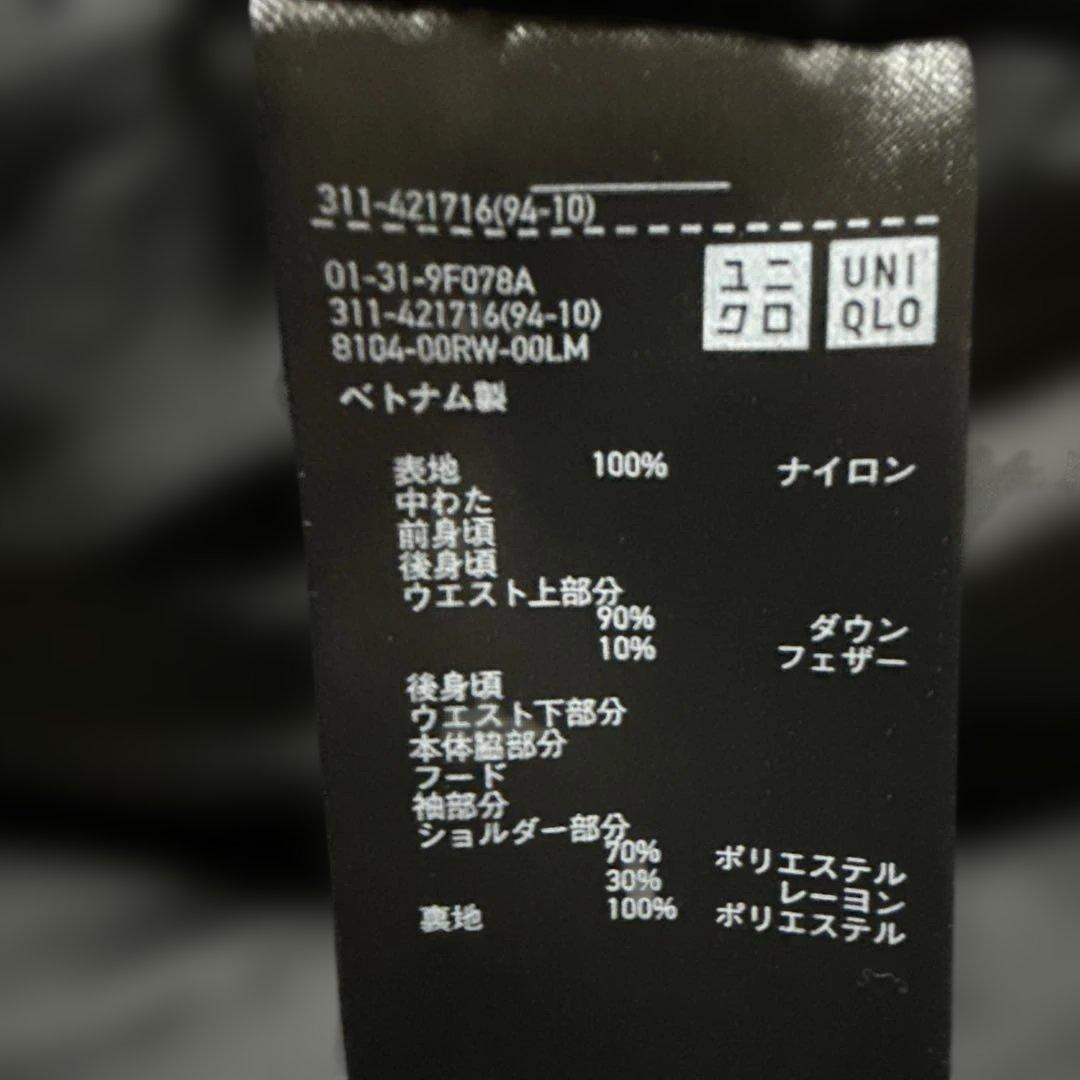 311-421716(94-10)
01-31-9F078A
311-421716(94-10)
8104-00RW-00LM
ユニ
クロ
UNI
QLO
ベトナム製
表地 100% ナイロン
中わた
前身頃
後身頃
ウエスト上部分
90% ダウン
10% フェザー
後身頃
ウエスト下部分
本体脇部分
フード
袖部分
ショルダー部分
70% ポリエステル
30% レーヨン
裏地 100% ポリエステル